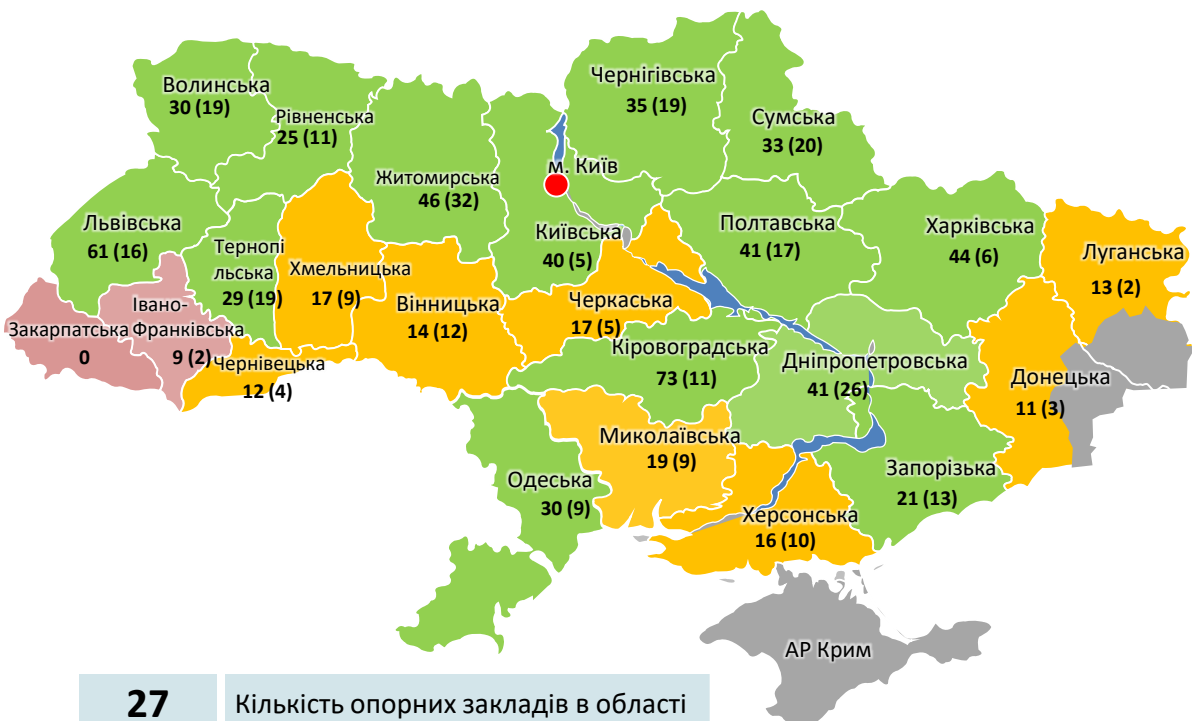 Волинська
30 (19)
Рівненська
25 (11)
Житомирська
46 (32)
Чернігівська
35 (19)
Сумська
33 (20)
м. Київ
Київська
40 (5)
Львівська
61 (16)
Тернопі
льська
29 (19)
Хмельницька
17 (9)
Вінницька
14 (12)
Черкаська
17 (5)
Полтавська
41 (17)
Харківська
44 (6)
Луганська
13 (2)
Закарпатська
0
Івано-
Франківська
9 (2)
Чернівецька
12 (4)
Кіровоградська
73 (11)
Дніпропетровська
41 (26)
Донецька
11 (3)
Миколаївська
19 (9)
Одеська
30 (9)
Запорізька
21 (13)
Херсонська
16 (10)
АР Крим
27 Кількість опорних закладів в області